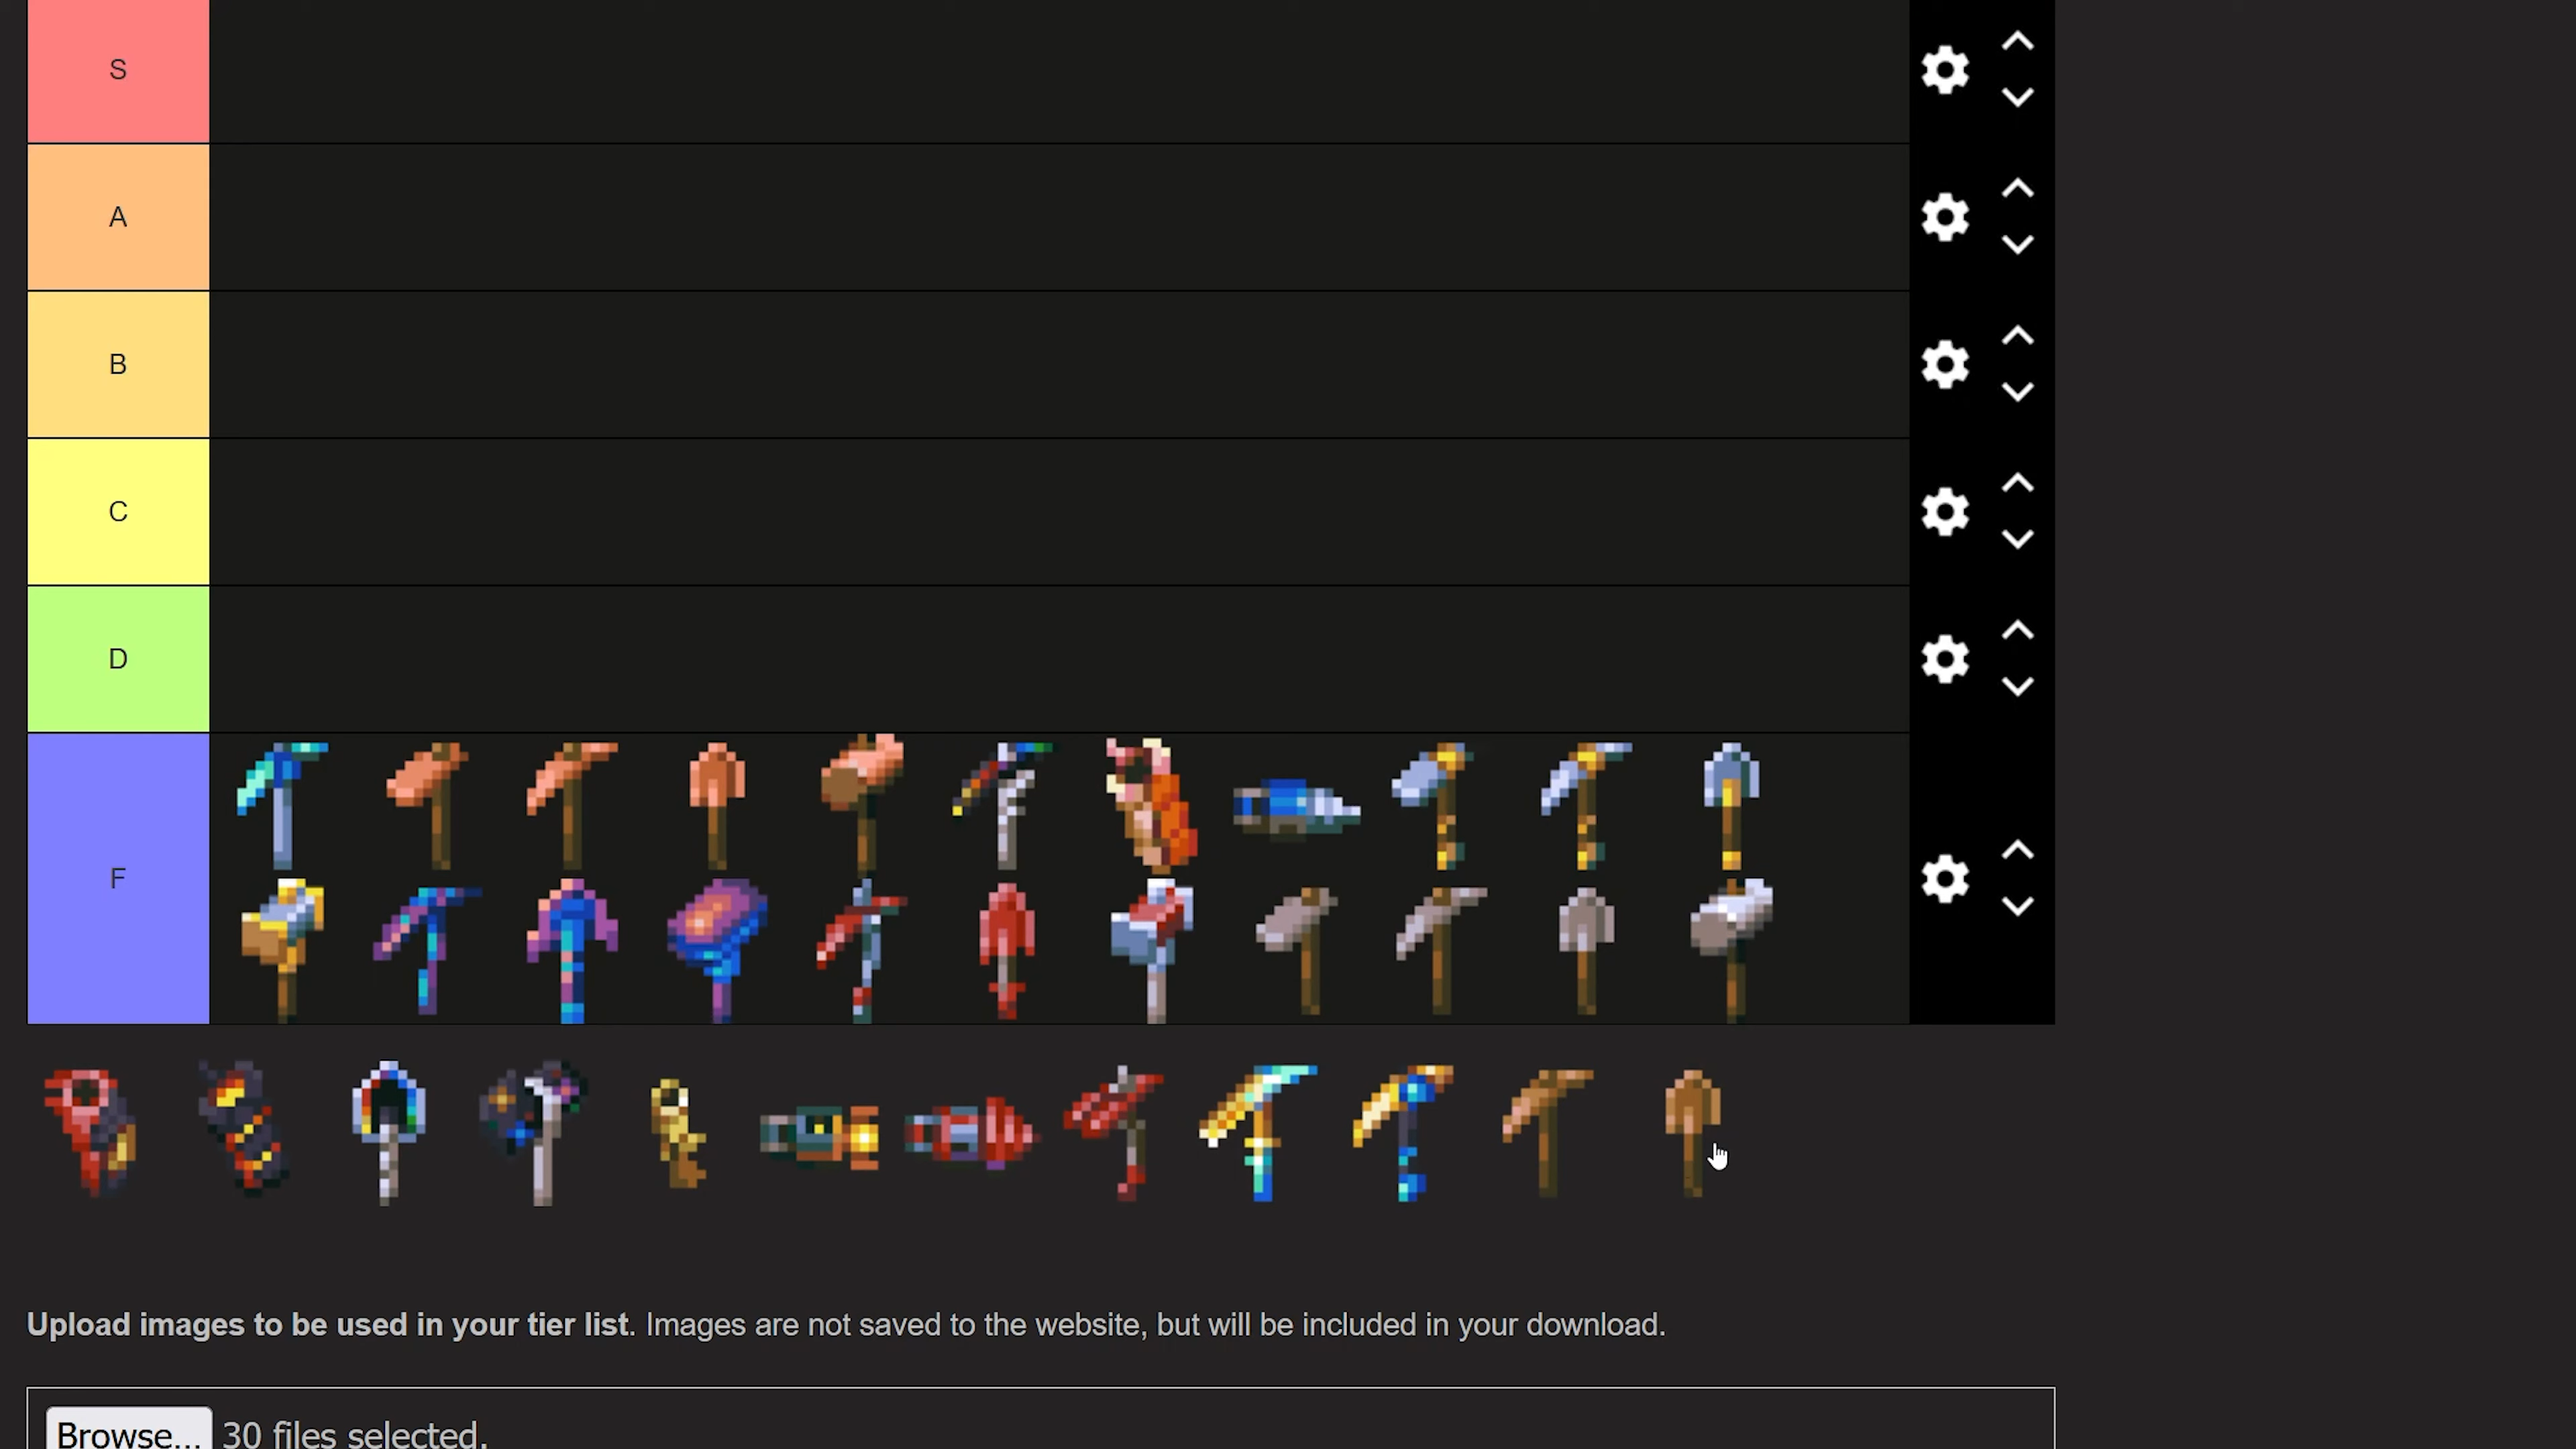 S
A
B
C
D
F
Upload images to be used in your tier list. Images are not saved to the website, but will be included in your download.
Browse... 30 files selected.